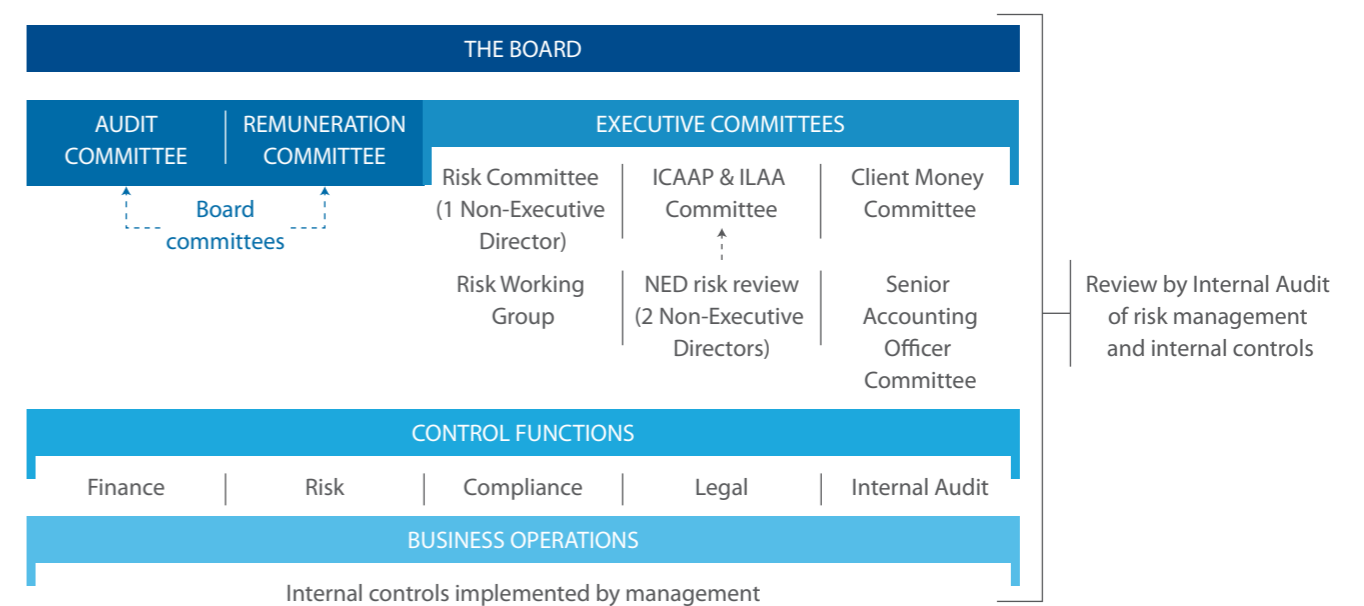 THE BOARD
AUDIT
COMMITTEE
REMUNERATION
COMMITTEE
Board
committees
EXECUTIVE COMMITTEES
Risk Committee
(1 Non-Executive
Director)
ICAAP & ILAA
Committee
Client Money
Committee
Risk Working
Group
NED risk review
(2 Non-Executive
Directors)
Senior
Accounting
Officer
Committee
CONTROL FUNCTIONS
Finance
Risk
Compliance
Legal
Internal Audit
BUSINESS OPERATIONS
Internal controls implemented by management
Review by Internal Audit
of risk management
and internal controls